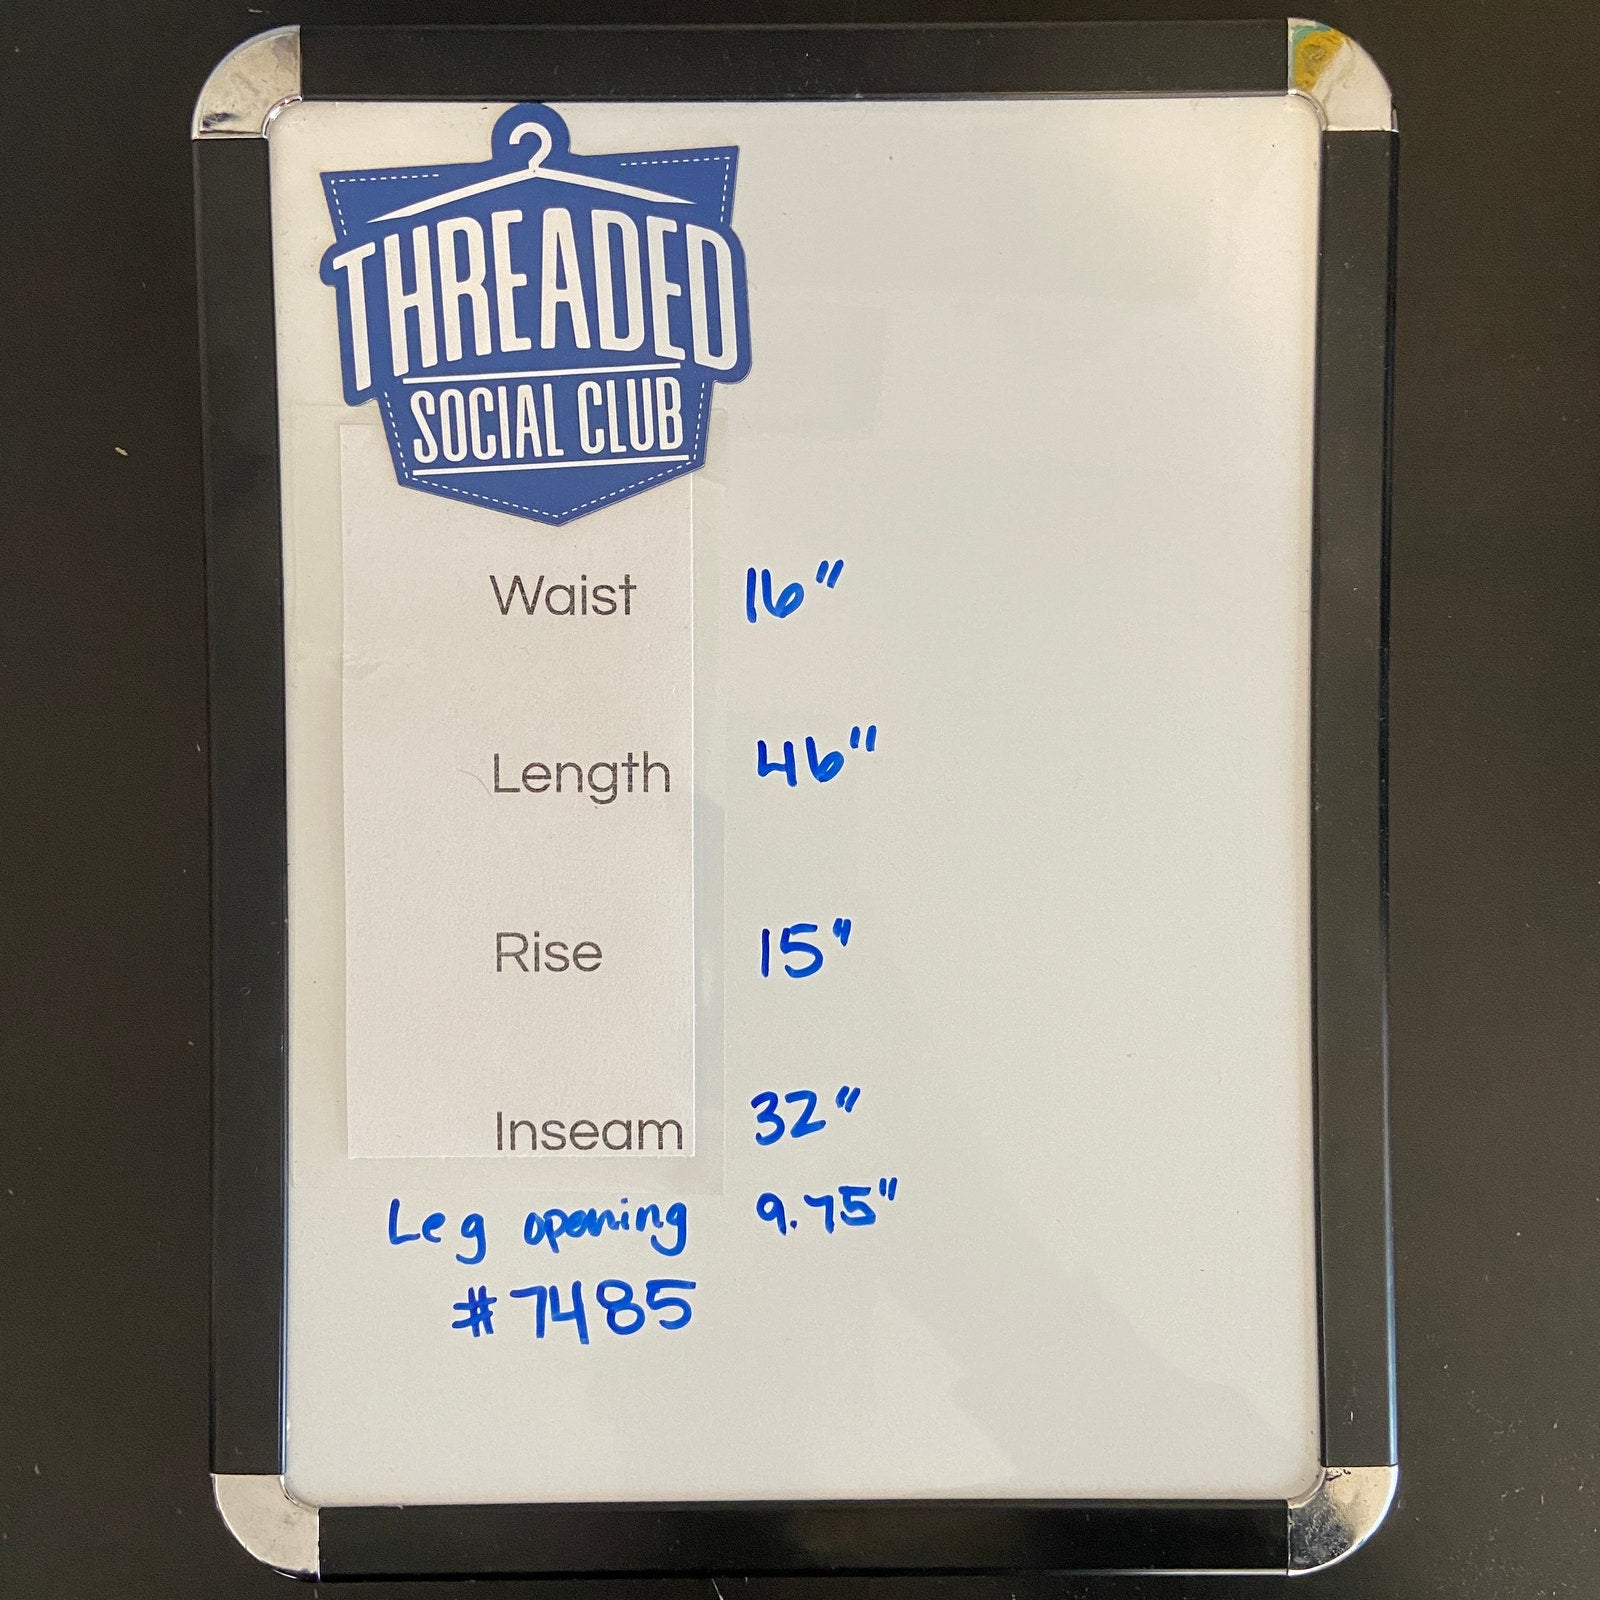 THREADED
SOCIAL CLUB
Waist 16"
Length 46"
Rise 15"
Inseam 32"
Leg opening 9.75"
#7485